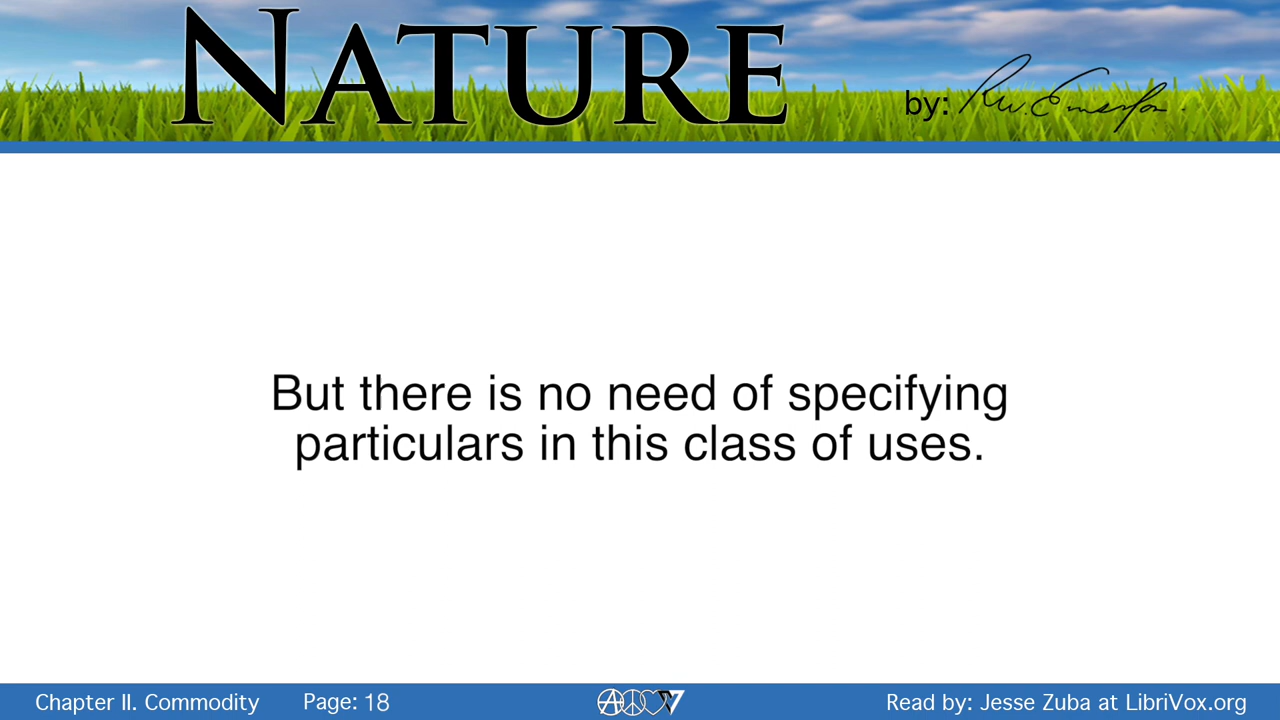 NATURE
by: R.W. Emerson.
But there is no need of specifying
particulars in this class of uses.
Chapter II. Commodity
Page: 18
Read by: Jesse Zuba at LibriVox.org